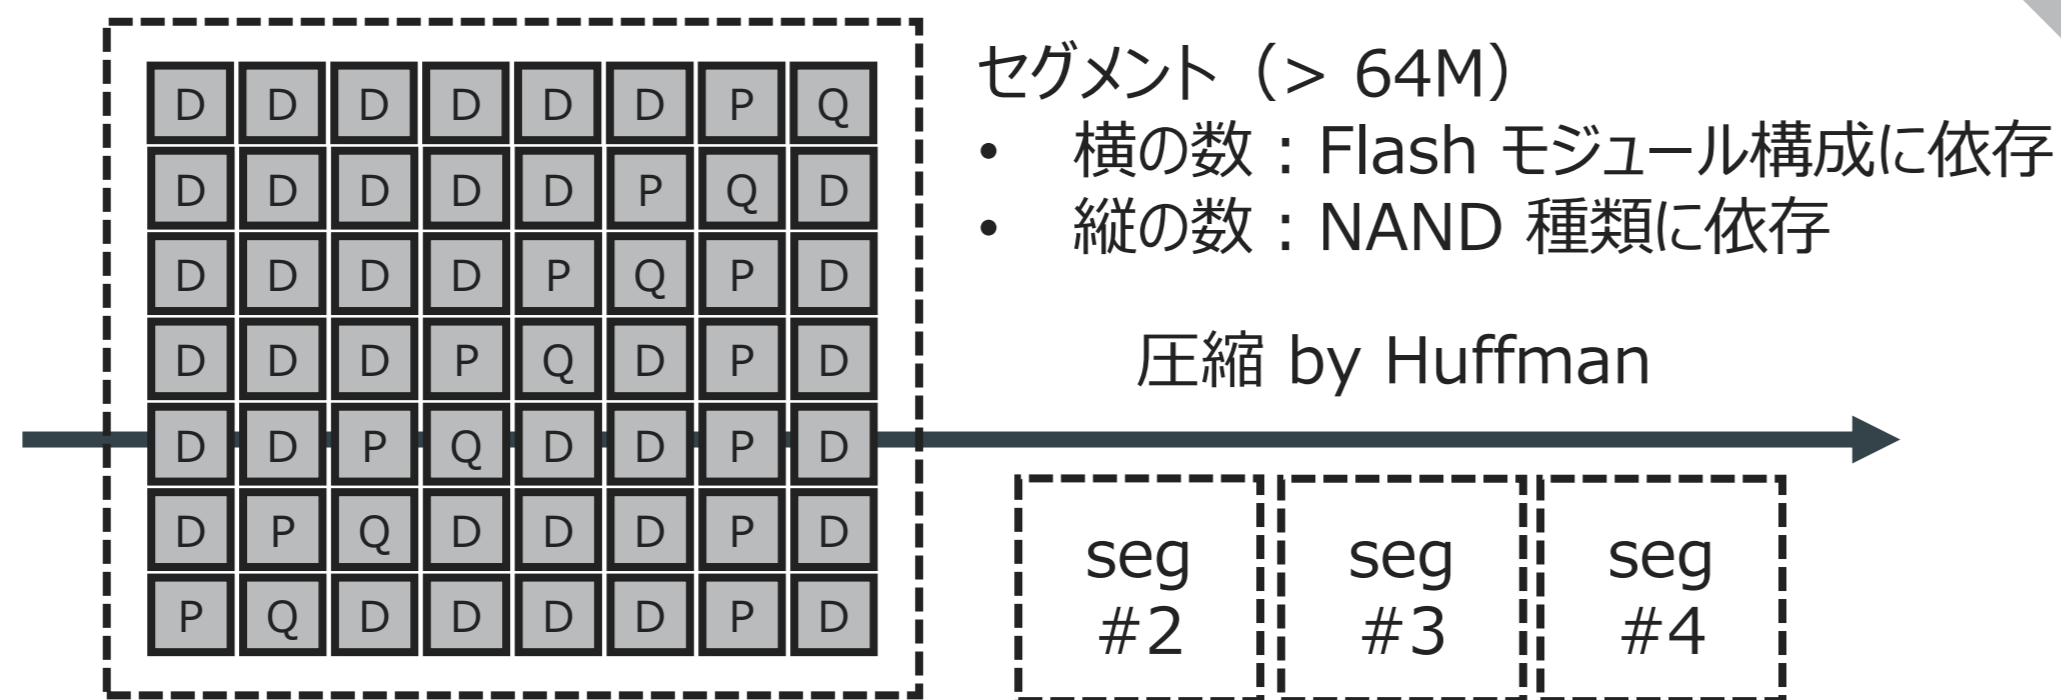 D D D D D D P Q
D D D D D P Q D
D D D D P Q P D
D D D P Q D P D
D D P Q D D P D
D P Q D D D P D
P Q D D D D P D
セグメント（> 64M）
• 横の数：Flash モジュール構成に依存
• 縦の数：NAND 種類に依存
圧縮 by Huffman
seg
#2
seg
#3
seg
#4